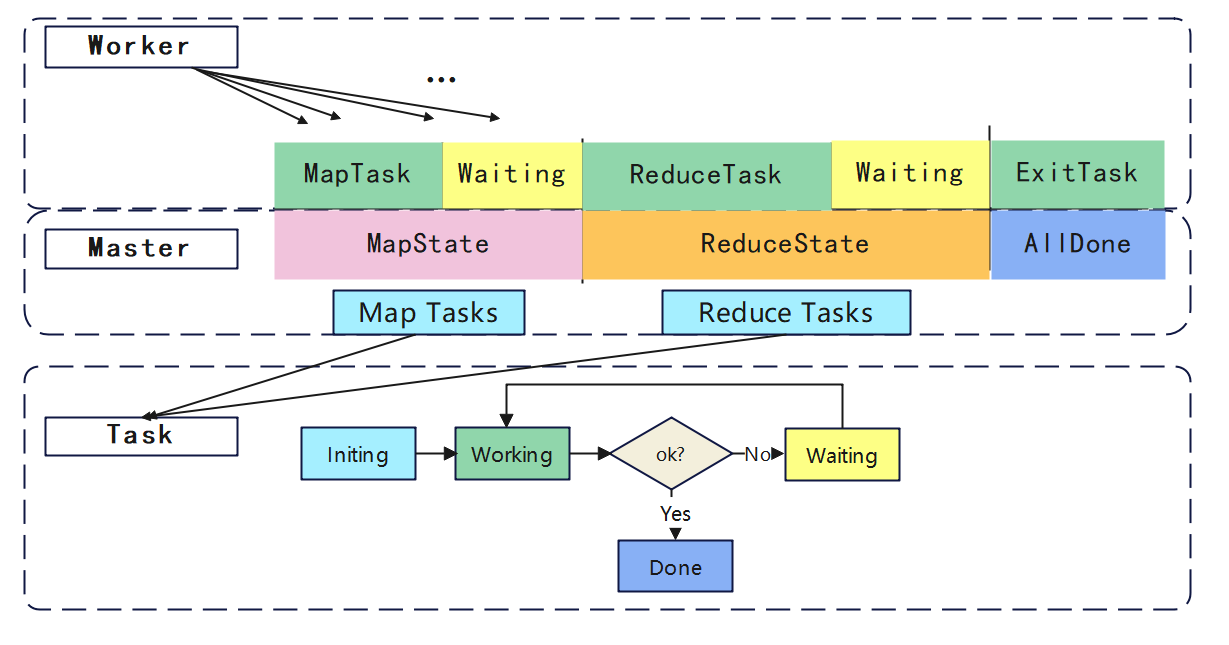 Worker
...
MapTask
Waiting
ReduceTask
Waiting
ExitTask
Master
MapState
ReduceState
AllDone
Map Tasks
Reduce Tasks
Task
Initing
Working
ok?
No
Waiting
Yes
Done